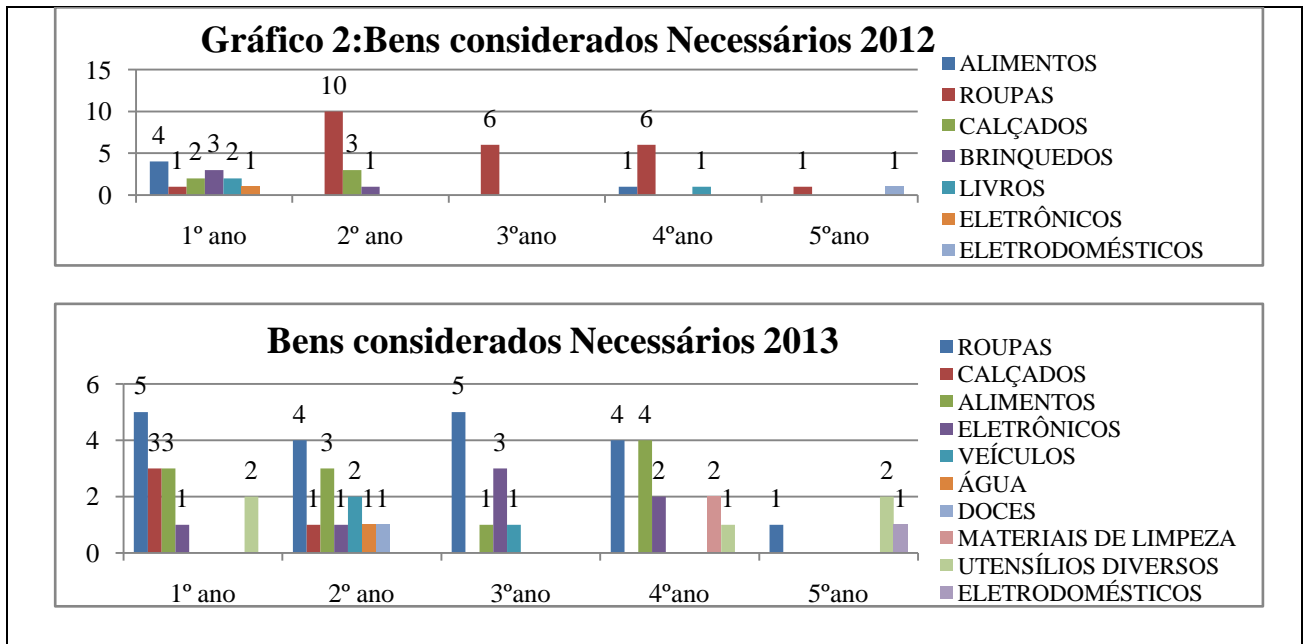 Gráfico 2:Bens considerados Necessários 2012
15
10
5
0
4
1
2
3
2
1
10
3
1
6
1
6
1
1
1
1º ano
2º ano
3ºano
4ºano
5ºano
ALIMENTOS
ROUPAS
CALÇADOS
BRINQUEDOS
LIVROS
ELETRÔNICOS
ELETRODOMÉSTICOS
Bens considerados Necessários 2013
6
4
2
0
5
3
3
1
2
4
1
3
1
2
1
1
5
1
3
1
4
4
2
2
1
1
2
1
1º ano
2º ano
3ºano
4ºano
5ºano
ROUPAS
CALÇADOS
ALIMENTOS
ELETRÔNICOS
VEÍCULOS
ÁGUA
DOCES
MATERIAIS DE LIMPEZA
UTENSÍLIOS DIVERSOS
ELETRODOMÉSTICOS